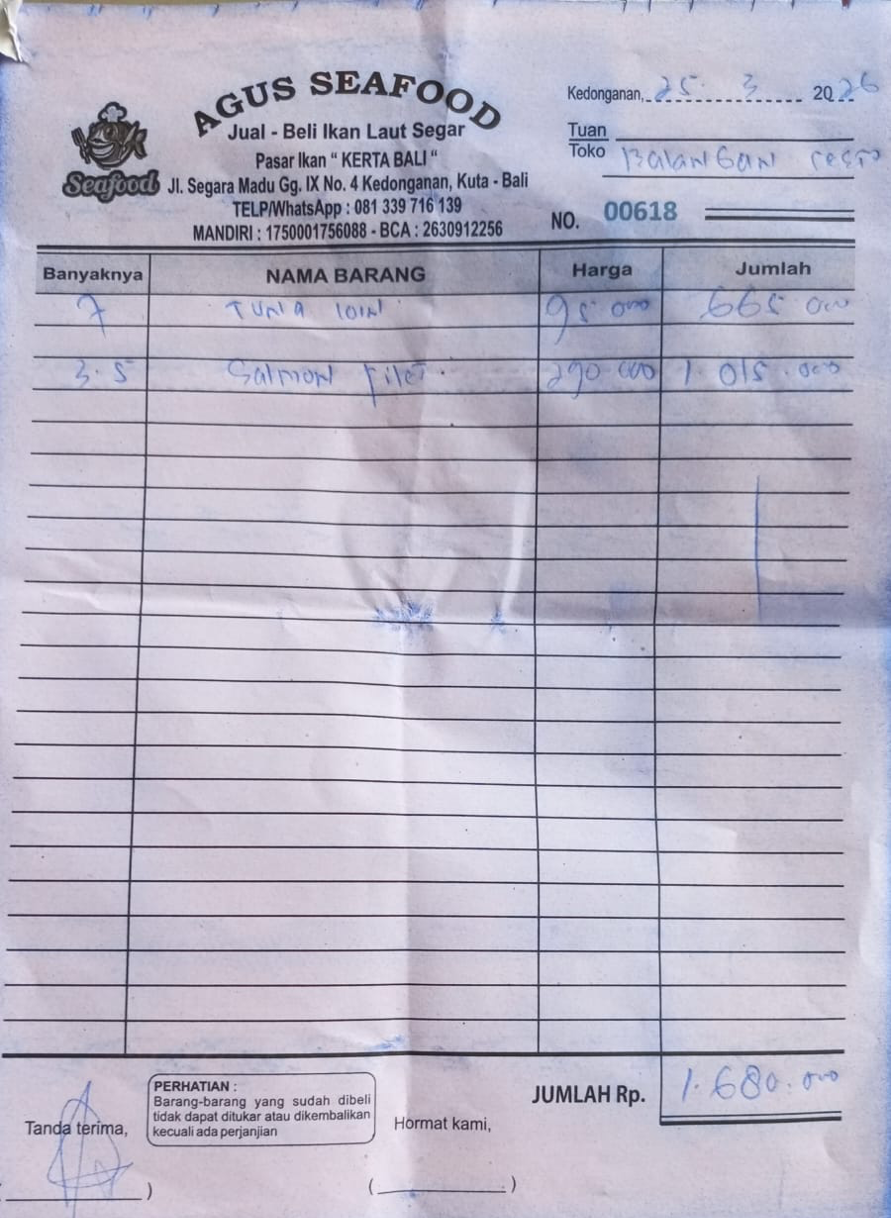 AGUS SEAFOOD
Jual - Beli Ikan Laut Segar
Pasar Ikan " KERTA BALI "
Jl. Segara Madu Gg. IX No. 4 Kedonganan, Kuta - Bali
TELP/WhatsApp : 081 339 716 139
MANDIRI : 1750001756088 - BCA : 2630912256
Seafood
Kedonganan, 25 3 2026
Tuan
Toko Balangan resto
NO. 00618
Banyaknya NAMA BARANG Harga Jumlah
7 Tuna loin 95.000 665.000
3.5 Salmon filet. 290.000 1.015.000
JUMLAH Rp. 1.680.000
PERHATIAN :
Barang-barang yang sudah dibeli
tidak dapat ditukar atau dikembalikan
kecuali ada perjanjian
Tanda terima,
Hormat kami,